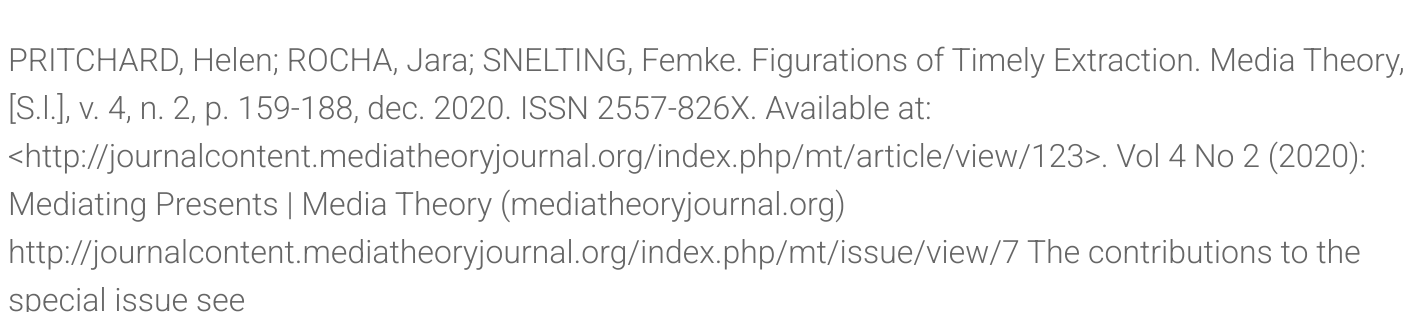 PRITCHARD, Helen; ROCHA, Jara; SNELTING, Femke. Figurations of Timely Extraction. Media Theory,
[S.l.], v. 4, n. 2, p. 159-188, dec. 2020. ISSN 2557-826X. Available at:
<http://journalcontent.mediatheoryjournal.org/index.php/mt/article/view/123>. Vol 4 No 2 (2020):
Mediating Presents | Media Theory (mediatheoryjournal.org)
http://journalcontent.mediatheoryjournal.org/index.php/mt/issue/view/7 The contributions to the
special issue see